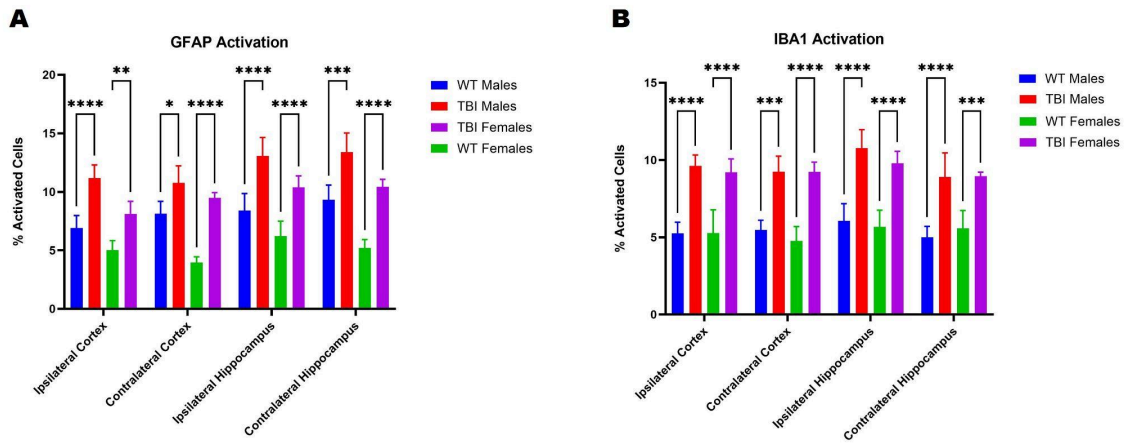 A
GFAP Activation
% Activated Cells
20
15
10
5
0
**** ** * **** **** **** *** ****
Ipsilateral Cortex
Contralateral Cortex
Ipsilateral Hippocampus
Contralateral Hippocampus
WT Males
TBI Males
TBI Females
WT Females
B
IBA1 Activation
% Activated Cells
15
10
5
0
**** **** *** **** **** **** **** ***
Ipsilateral Cortex
Contralateral Cortex
Ipsilateral Hippocampus
Contralateral Hippocampus
WT Males
TBI Males
WT Females
TBI Females